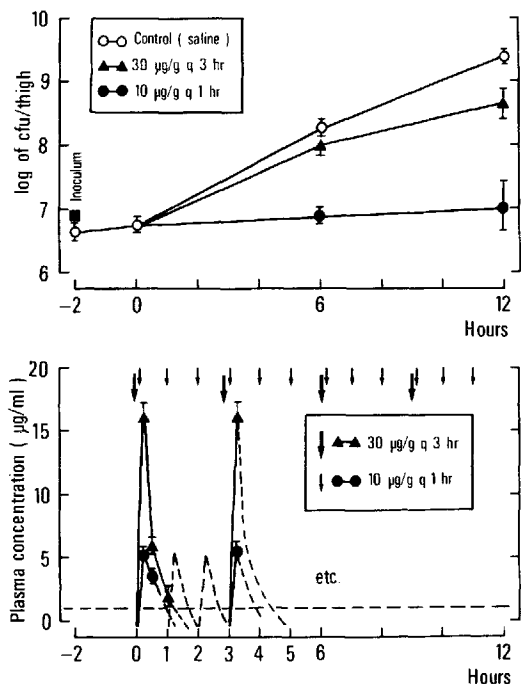 Control ( saline )
30 µg/g q 3 hr
10 µg/g q 1 hr
log of cfu/thigh
10
9
8
7
6
Inoculum
-2 0 6 12
Hours
Plasma concentration ( µg/ml )
20
15
10
5
0
30 µg/g q 3 hr
10 µg/g q 1 hr
etc.
-2 0 1 2 3 4 5 6 12
Hours